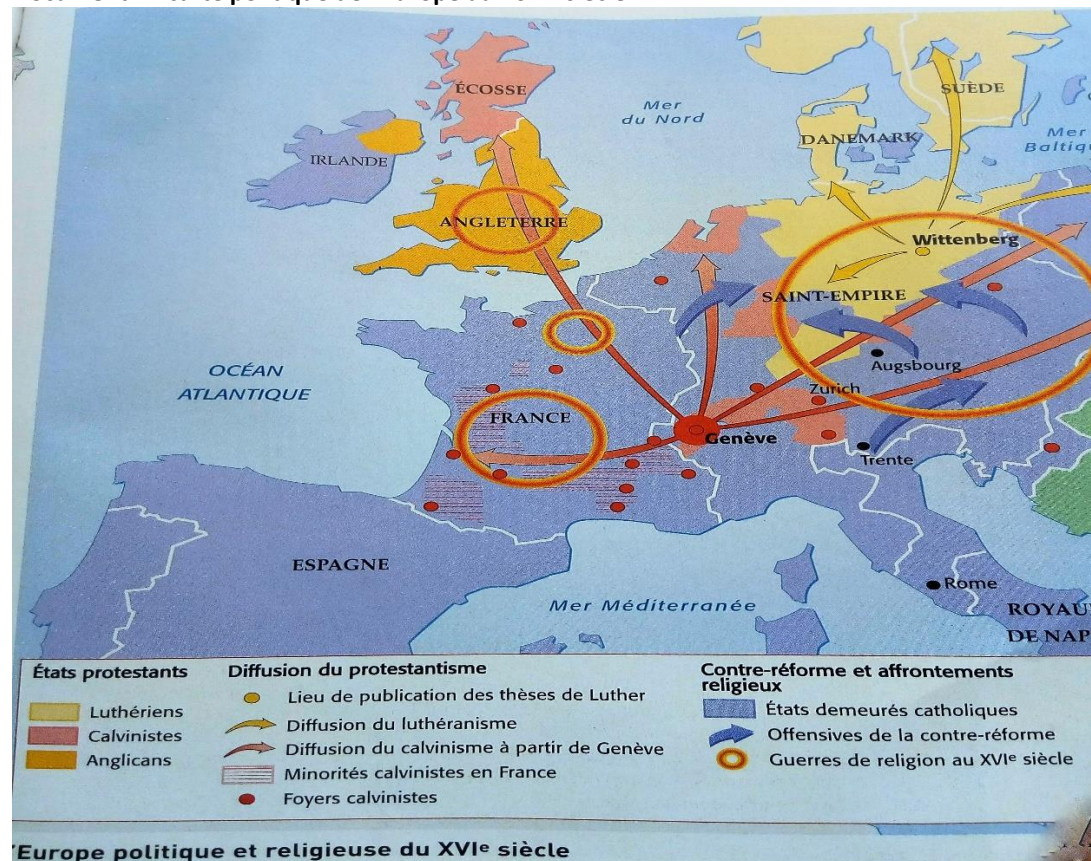 ÉCOSSE
Mer
du Nord
SUÈDE
DANEMARK
Mer
Baltique
IRLANDE
ANGLETERRE
Wittenberg
SAINT-EMPIRE
OCÉAN
ATLANTIQUE
Augsbourg
Zurich
FRANCE
Genève
Trente
ESPAGNE
Rome
Mer Méditerranée
ROYAU
DE NAP
États protestants
Luthériens
Calvinistes
Anglicans
Diffusion du protestantisme
Lieu de publication des thèses de Luther
Diffusion du luthéranisme
Diffusion du calvinisme à partir de Genève
Minorités calvinistes en France
Foyers calvinistes
Contre-réforme et affrontements
religieux
États demeurés catholiques
Offensives de la contre-réforme
Guerres de religion au XVIe siècle
'Europe politique et religieuse du XVIe siècle